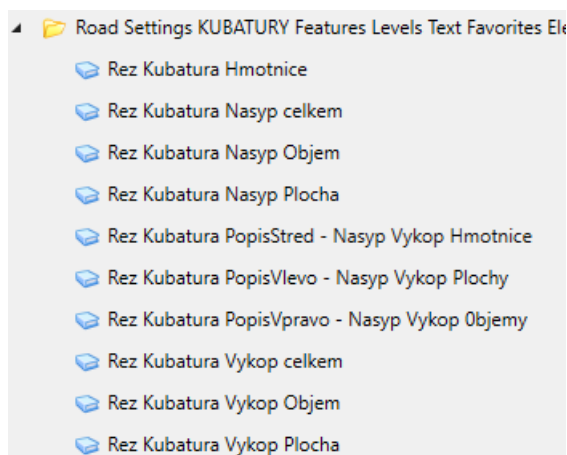 Road Settings KUBATURY Features Levels Text Favorites Ele
Rez Kubatura Hmotnice
Rez Kubatura Nasyp celkem
Rez Kubatura Nasyp Objem
Rez Kubatura Nasyp Plocha
Rez Kubatura PopisStred - Nasyp Vykop Hmotnice
Rez Kubatura PopisVlevo - Nasyp Vykop Plochy
Rez Kubatura PopisVpravo - Nasyp Vykop 0bjemy
Rez Kubatura Vykop celkem
Rez Kubatura Vykop Objem
Rez Kubatura Vykop Plocha